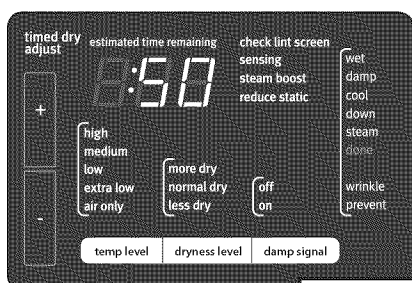 timed dry
adjust
estimated time remaining
:50
+
-
check lint screen
sensing
steam boost
reduce static
wet
damp
cool
down
steam
done
wrinkle
prevent
high
medium
low
extra low
air only
more dry
normal dry
less dry
off
on
temp level
dryness level
damp signal